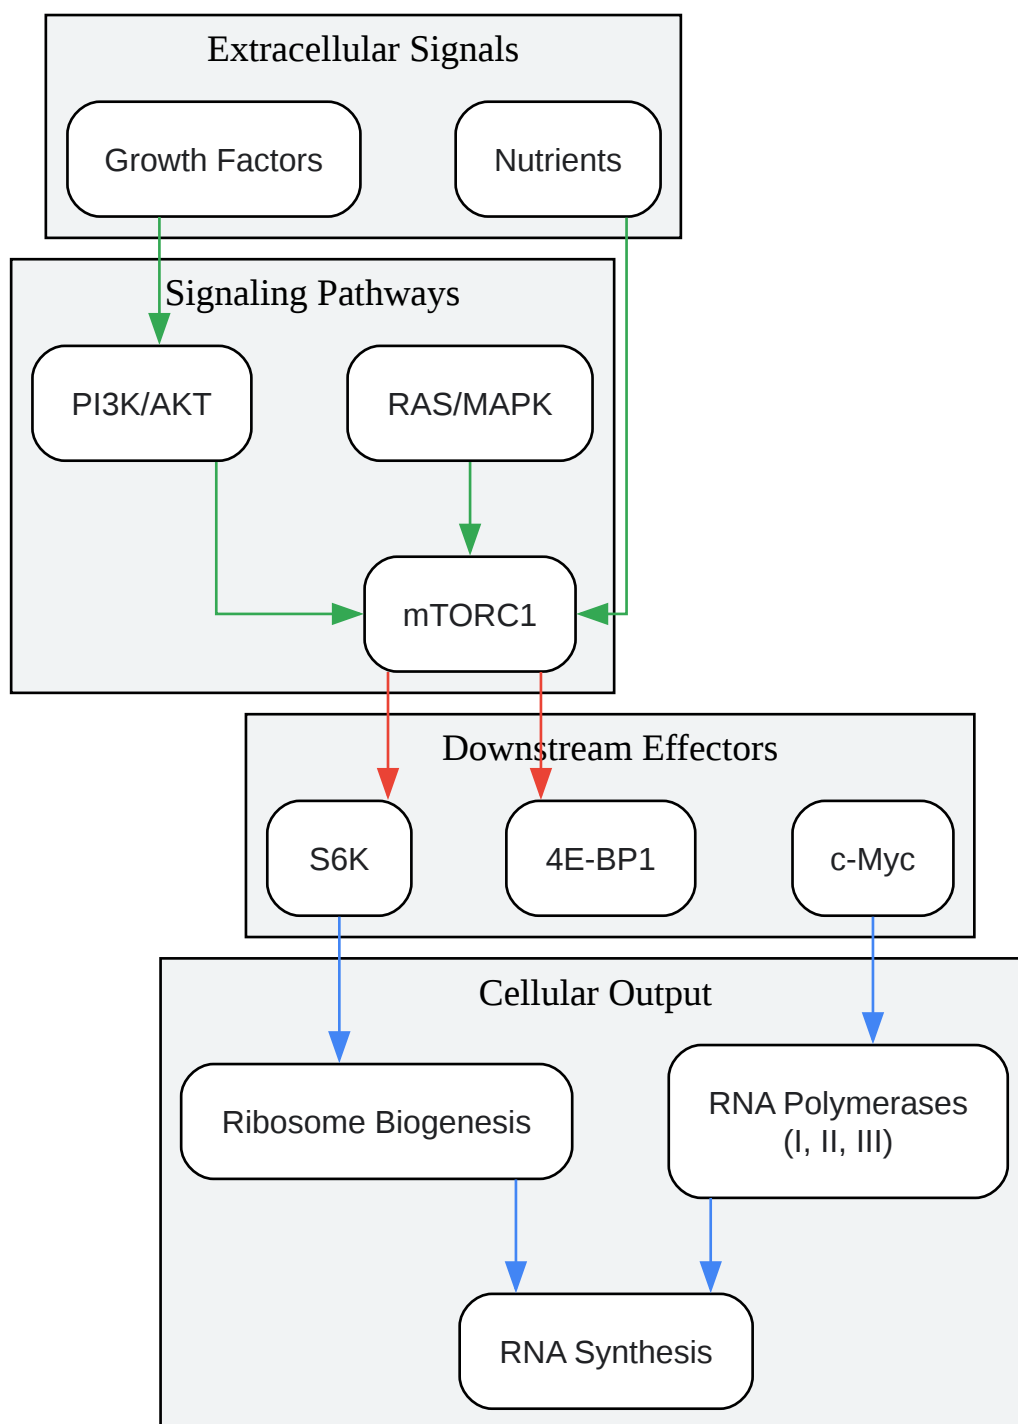 Extracellular Signals
Growth Factors
Nutrients
Signaling Pathways
PI3K/AKT
RAS/MAPK
mTORC1
Downstream Effectors
S6K
4E-BP1
c-Myc
Cellular Output
Ribosome Biogenesis
RNA Polymerases
(I, II, III)
RNA Synthesis